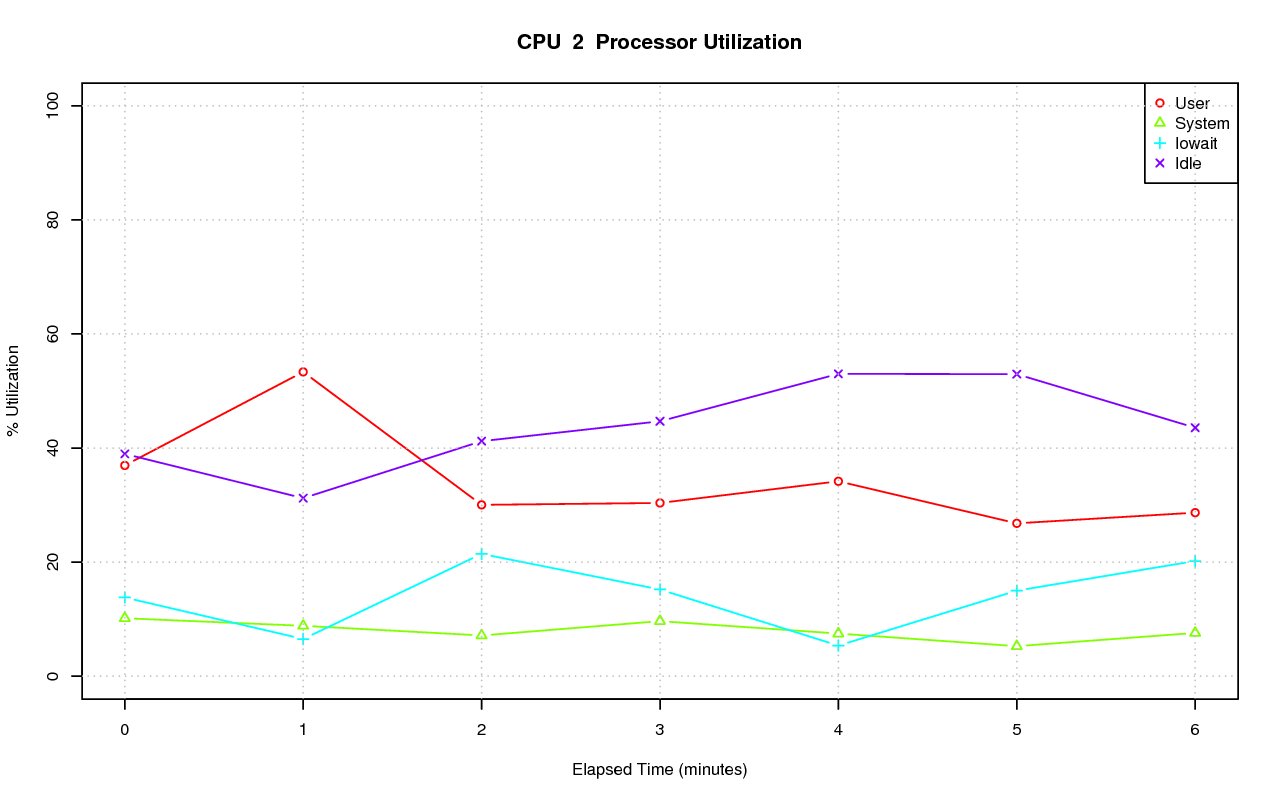 CPU  2  Processor Utilization
User
System
Iowait
Idle
% Utilization
100
80
60
40
20
0
0 1 2 3 4 5 6
Elapsed Time (minutes)